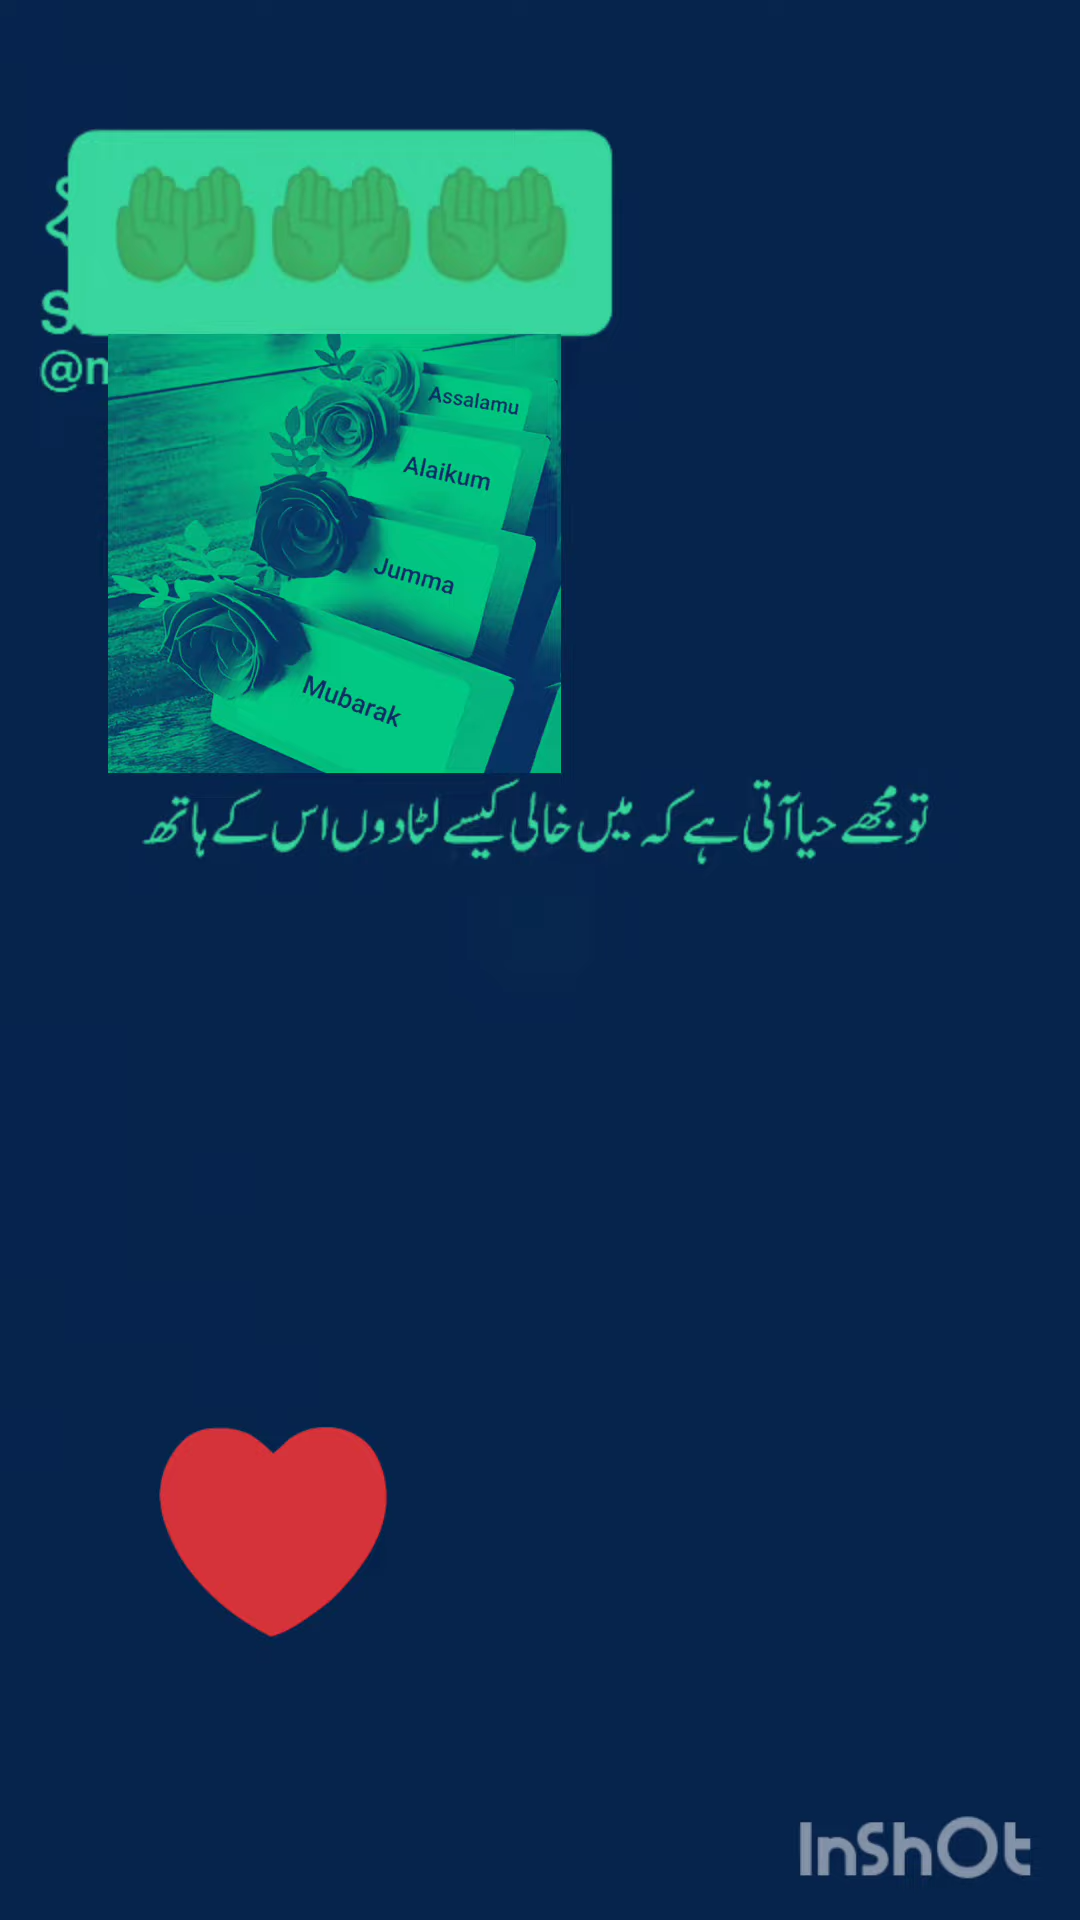 @m
Assalamu
Alaikum
Jumma
Mubarak
تو مجھے حیا آتی ہے کہ میں خالی کیسے لٹا دوں اس کے ہاتھ
InShOt